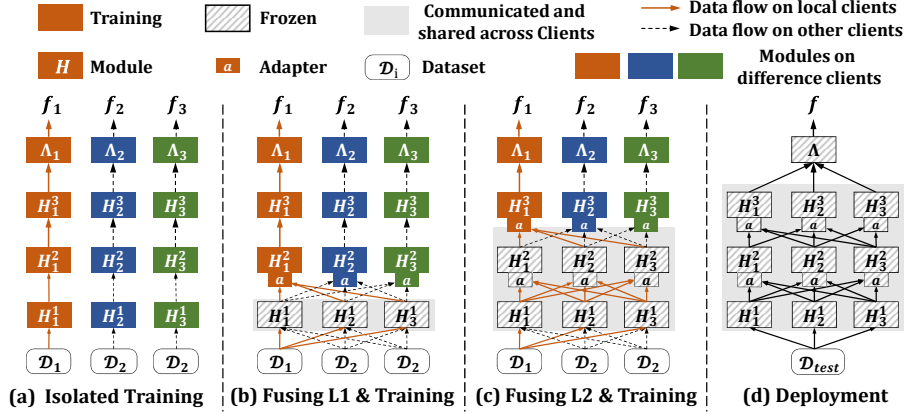 Training Frozen Communicated and shared across Clients Data flow on local clients
Data flow on other clients
H Module a Adapter 𝒟i Dataset Modules on difference clients
f1 f2 f3 f1 f2 f3 f1 f2 f3 f
Λ1 Λ2 Λ3 Λ1 Λ2 Λ3 Λ1 Λ2 Λ3 Λ
H₁³ H₂³ H₃³ H₁³ H₂³ H₃³ H₁³ H₂³ H₃³ H₁³ H₂³ H₃³
a a a a a a
H₁² H₂² H₃² H₁² H₂² H₃² H₁² H₂² H₃² H₁² H₂² H₃²
a a a a a a a a a
H₁¹ H₂¹ H₃¹ H₁¹ H₂¹ H₃¹ H₁¹ H₂¹ H₃¹ H₁¹ H₂¹ H₃¹
𝒟1 𝒟2 𝒟2 𝒟1 𝒟2 𝒟2 𝒟1 𝒟2 𝒟2 𝒟test
(a) Isolated Training (b) Fusing L1 & Training (c) Fusing L2 & Training (d) Deployment